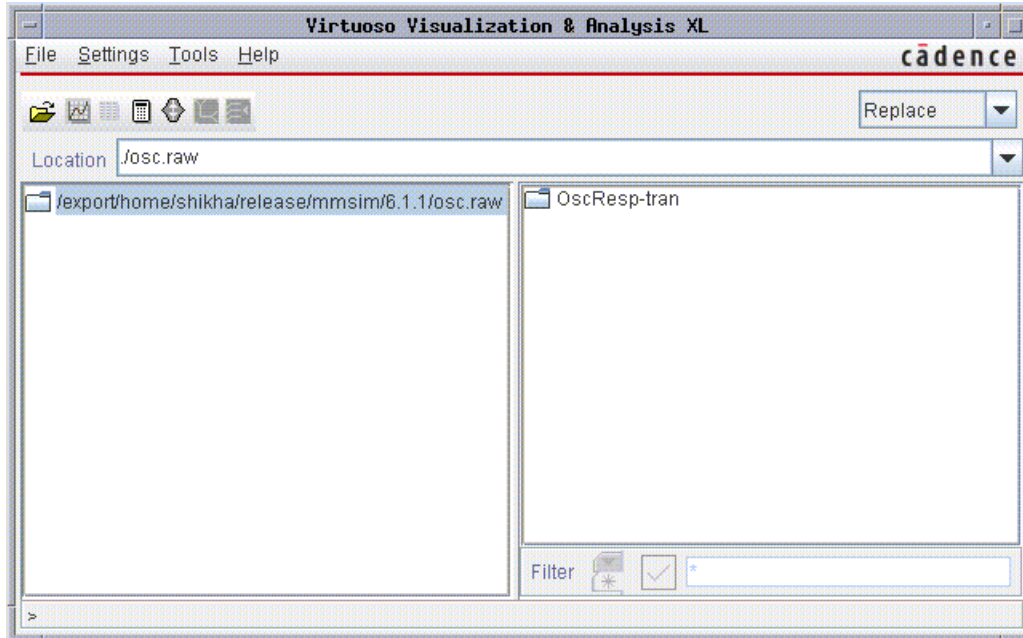 Virtuoso Visualization & Analysis XL
File Settings Tools Help
cādence
Replace
Location ./osc.raw
/export/home/shikha/release/mmsim/6.1.1/osc.raw
OscResp-tran
Filter *
>